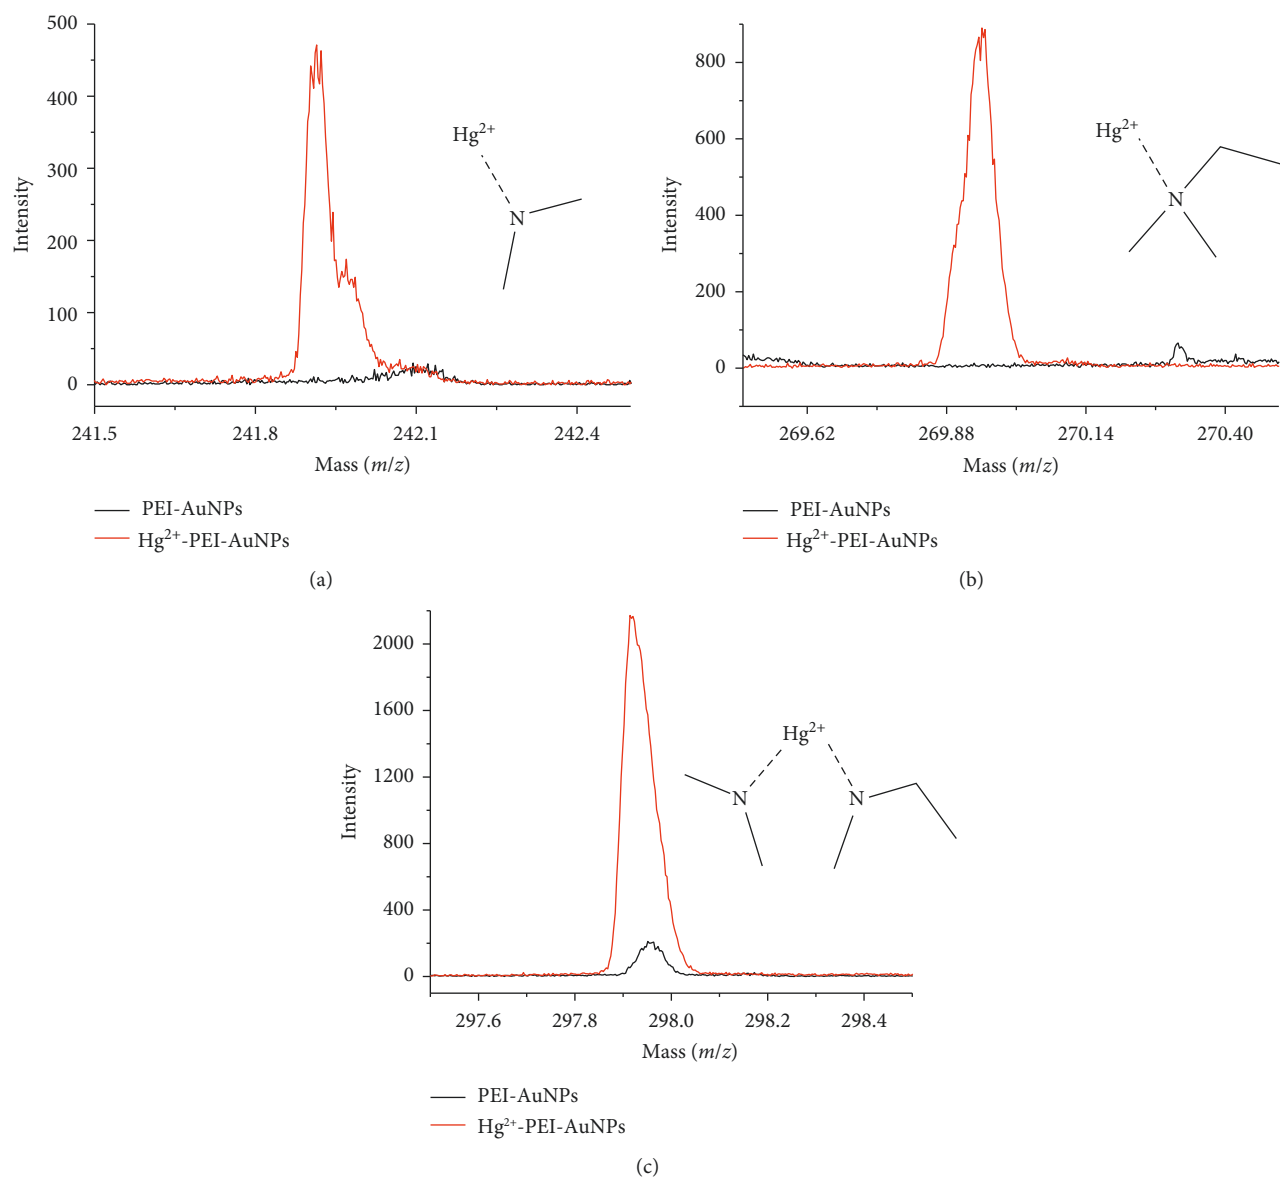 500
400
300
200
100
0
Intensity
241.5 241.8 242.1 242.4
Mass (m/z)
Hg²⁺
N
PEI-AuNPs
Hg²⁺-PEI-AuNPs
(a)
800
600
400
200
0
Intensity
269.62 269.88 270.14 270.40
Mass (m/z)
Hg²⁺
N
PEI-AuNPs
Hg²⁺-PEI-AuNPs
(b)
2000
1600
1200
800
400
0
Intensity
297.6 297.8 298.0 298.2 298.4
Mass (m/z)
Hg²⁺
N N
PEI-AuNPs
Hg²⁺-PEI-AuNPs
(c)